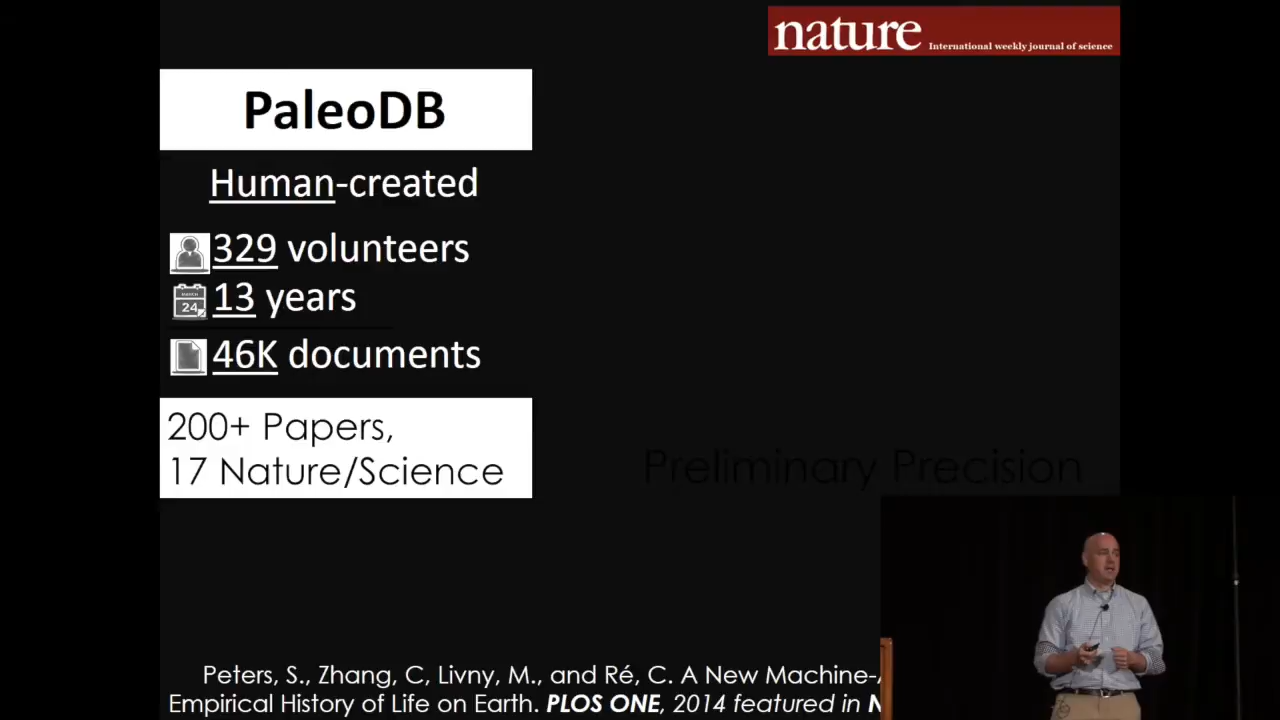 nature International weekly journal of science
PaleoDB
Human-created
329 volunteers
MARCH
24
13 years
46K documents
200+ Papers,
17 Nature/Science
Preliminary Precision
Peters, S., Zhang, C, Livny, M., and Ré, C. A New Machine-
Empirical History of Life on Earth. PLOS ONE, 2014 featured in